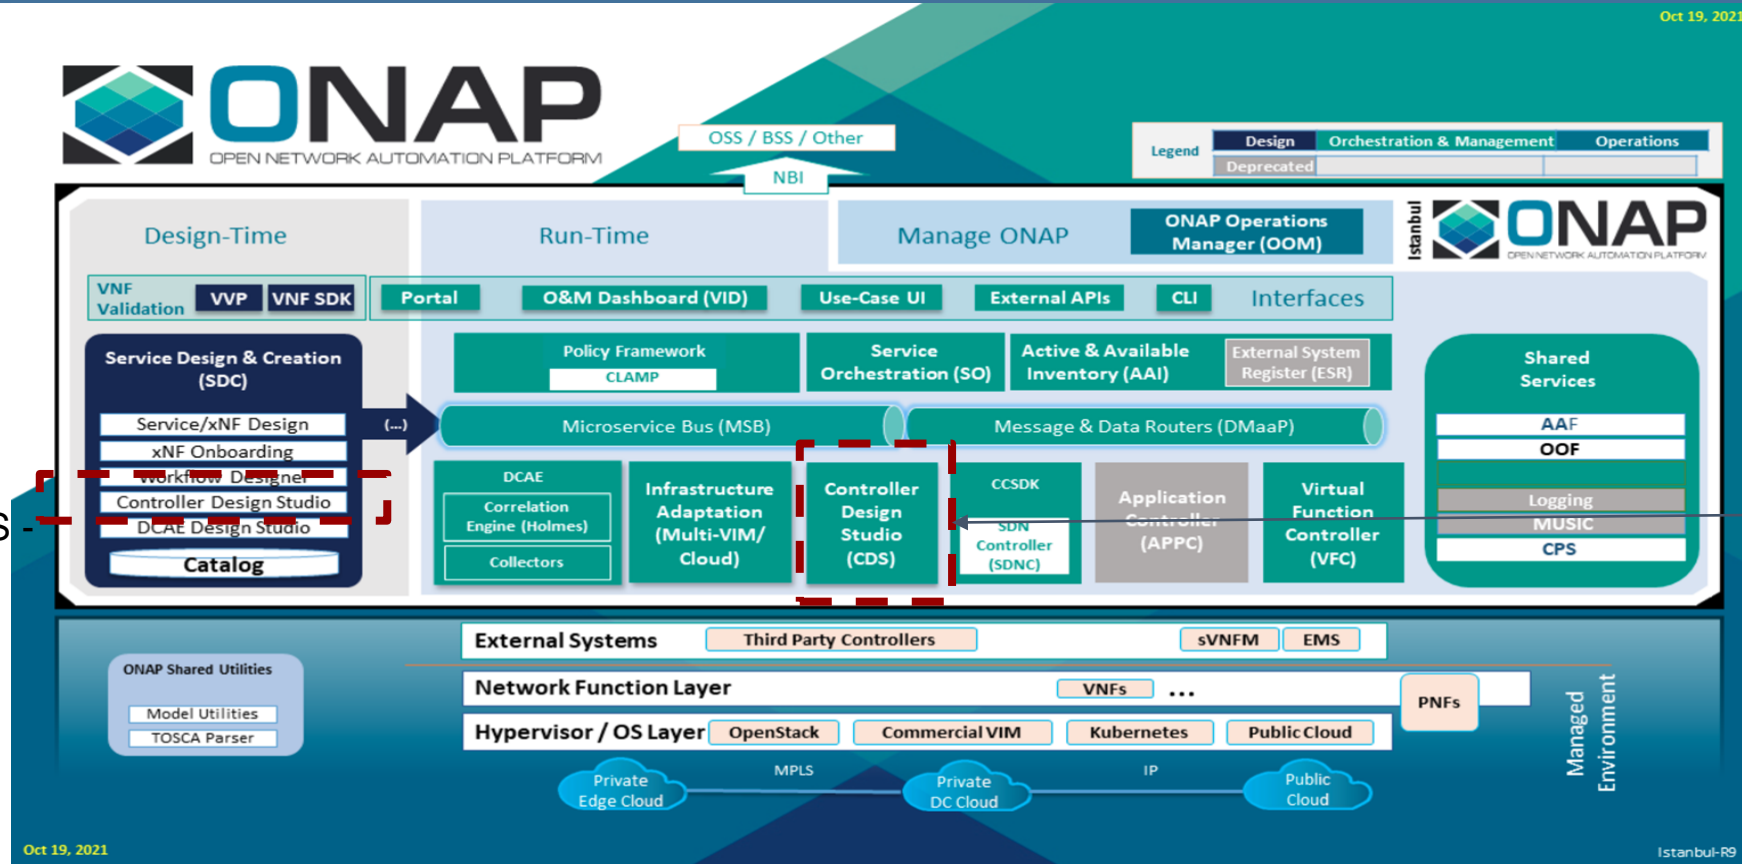 Oct 19, 2021
ONAP
OPEN NETWORK AUTOMATION PLATFORM
OSS / BSS / Other
NBI
Legend
Design
Orchestration & Management
Operations
Deprecated
Design-Time
Run-Time
Manage ONAP
ONAP Operations
Manager (OOM)
Istanbul
ONAP
OPEN NETWORK AUTOMATION PLATFORM
VNF
Validation
VVP
VNF SDK
Portal
O&M Dashboard (VID)
Use-Case UI
External APIs
CLI
Interfaces
Service Design & Creation
(SDC)
Service/xNF Design
xNF Onboarding
Workflow Designer
Controller Design Studio
DCAE Design Studio
Catalog
S -
(...)
Policy Framework
CLAMP
Service
Orchestration (SO)
Active & Available
Inventory (AAI)
External System
Register (ESR)
Microservice Bus (MSB)
Message & Data Routers (DMaaP)
DCAE
Correlation
Engine (Holmes)
Collectors
Infrastructure
Adaptation
(Multi-VIM/
Cloud)
Controller
Design
Studio
(CDS)
CCSDK
SDN
Controller
(SDNC)
Application
Controller
(APPC)
Virtual
Function
Controller
(VFC)
Shared
Services
AAF
OOF
Logging
MUSIC
CPS
External Systems
Third Party Controllers
sVNFM
EMS
ONAP Shared Utilities
Model Utilities
TOSCA Parser
Network Function Layer
VNFs
...
PNFs
Hypervisor / OS Layer
OpenStack
Commercial VIM
Kubernetes
Public Cloud
Managed
Environment
Private
Edge Cloud
MPLS
Private
DC Cloud
IP
Public
Cloud
Oct 19, 2021
Istanbul-R9